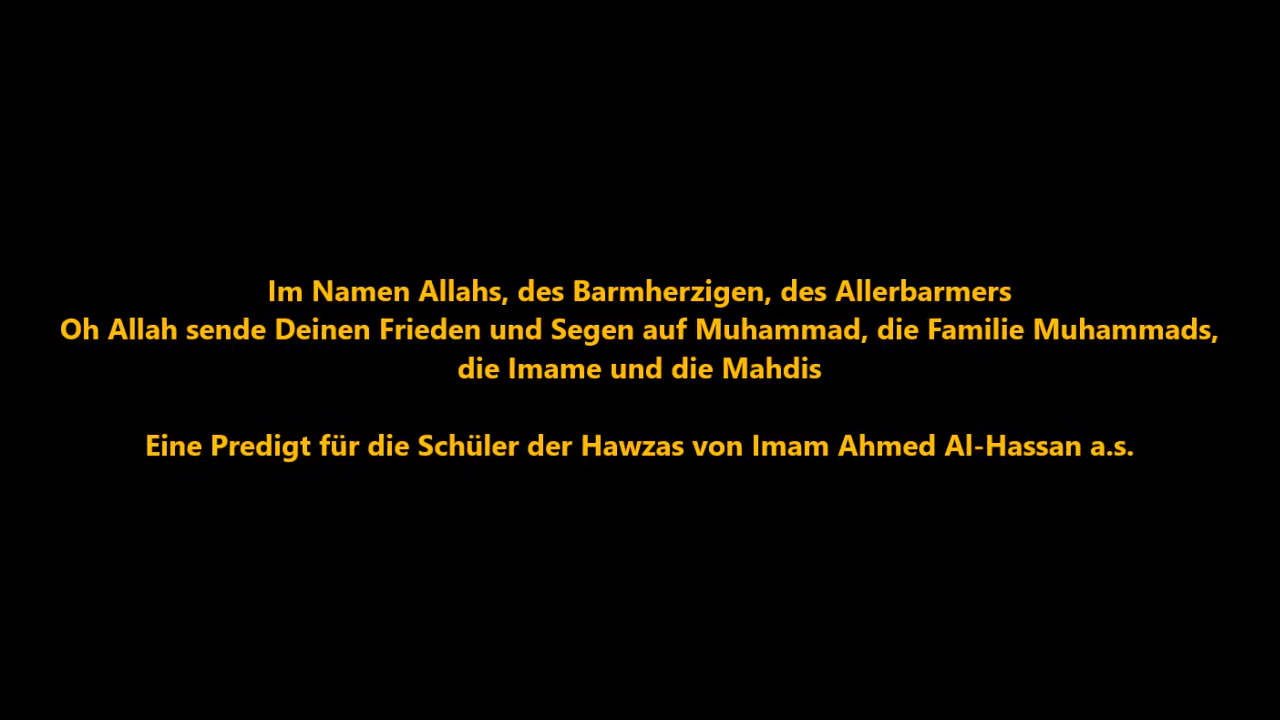 Im Namen Allahs, des Barmherzigen, des Allerbarmers
Oh Allah sende Deinen Frieden und Segen auf Muhammad, die Familie Muhammads,
die Imame und die Mahdis
Eine Predigt für die Schüler der Hawzas von Imam Ahmed Al-Hassan a.s.